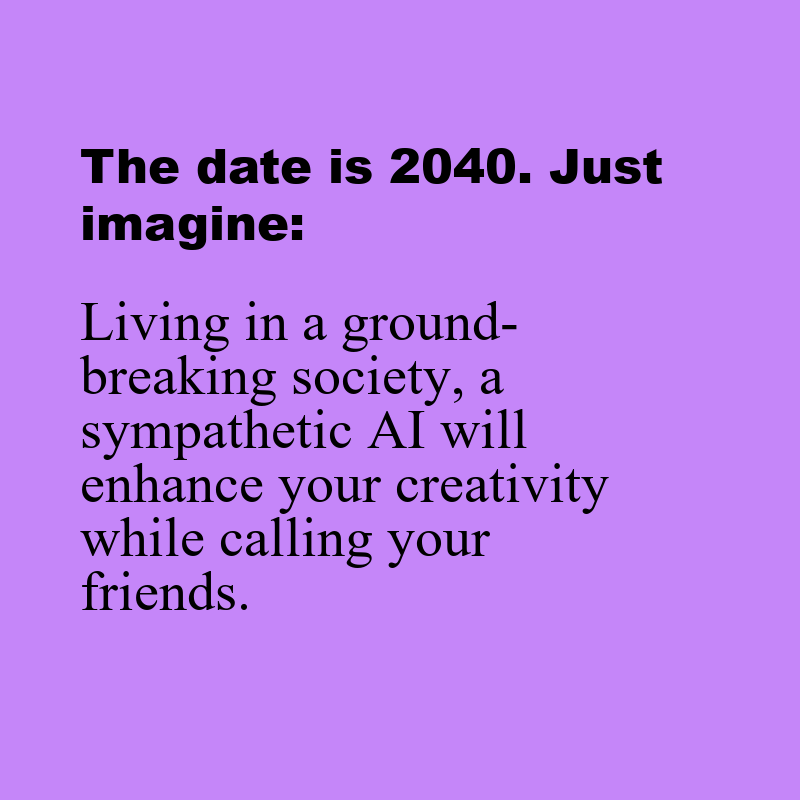 The date is 2040. Just
imagine:
Living in a ground-
breaking society, a
sympathetic AI will
enhance your creativity
while calling your
friends.